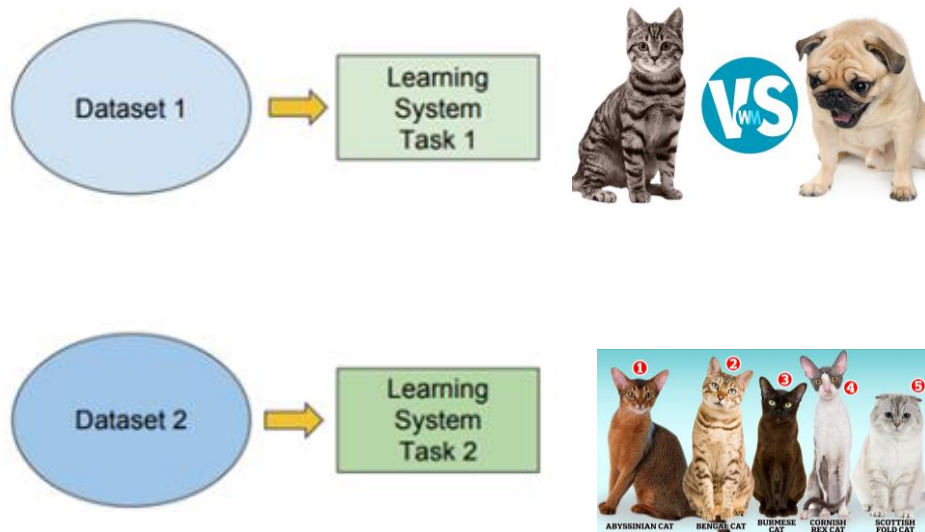 Dataset 1
Learning
System
Task 1
VS
WM
Dataset 2
Learning
System
Task 2
1
2
3
4
5
ABYSSINIAN CAT
BENGAL CAT
BURMESE
CAT
CORNISH
REX CAT
SCOTTISH
FOLD CAT